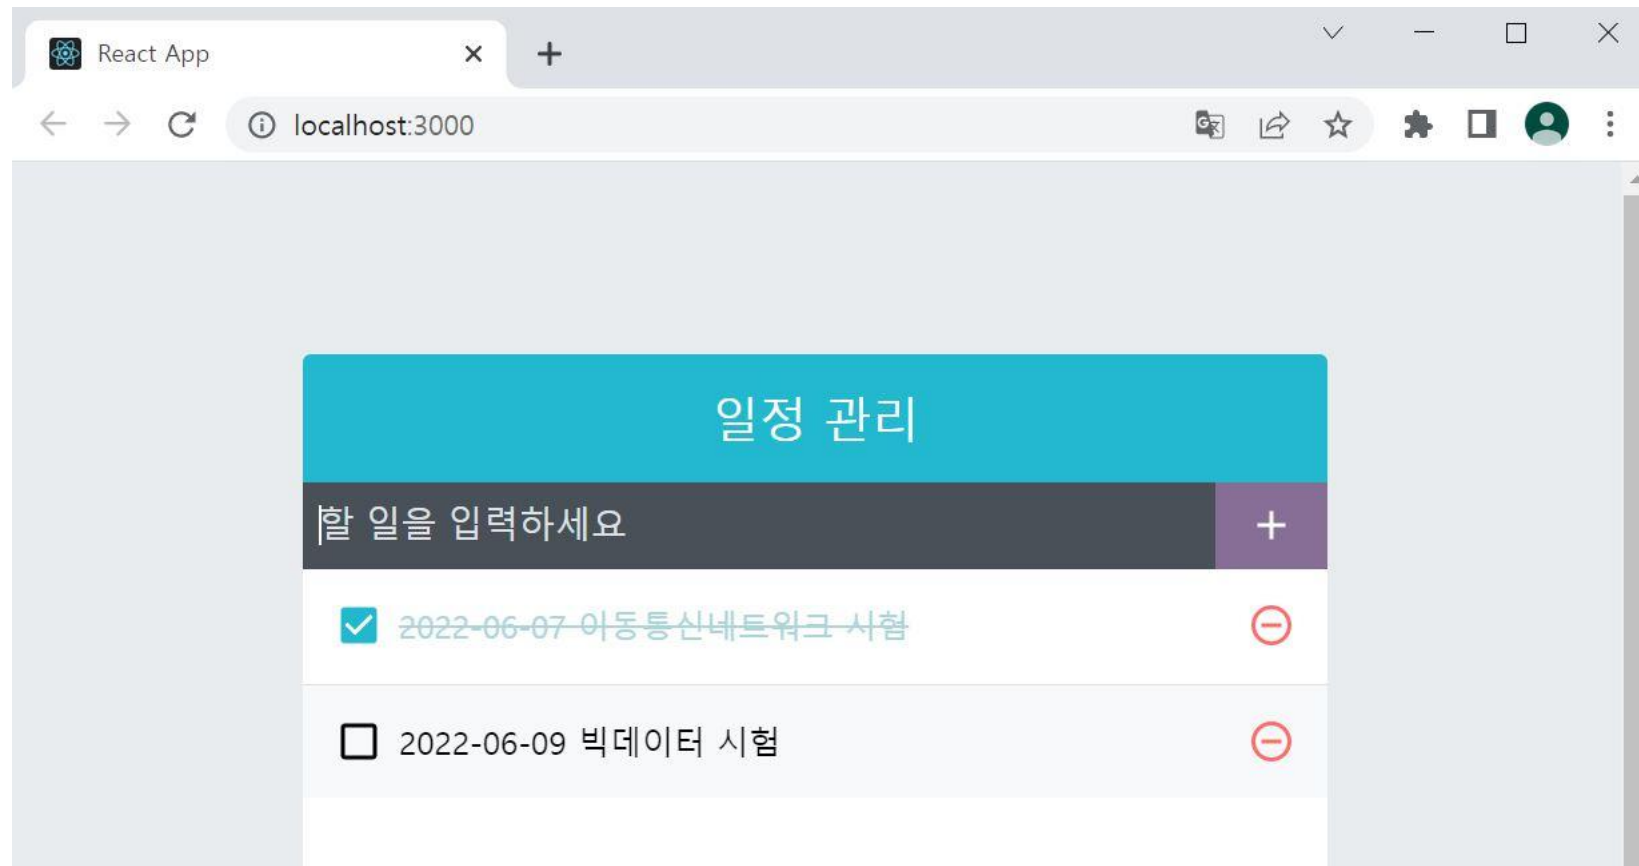 React App
localhost:3000
일정 관리
할 일을 입력하세요
2022-06-07 이동통신네트워크 시험
2022-06-09 빅데이터 시험